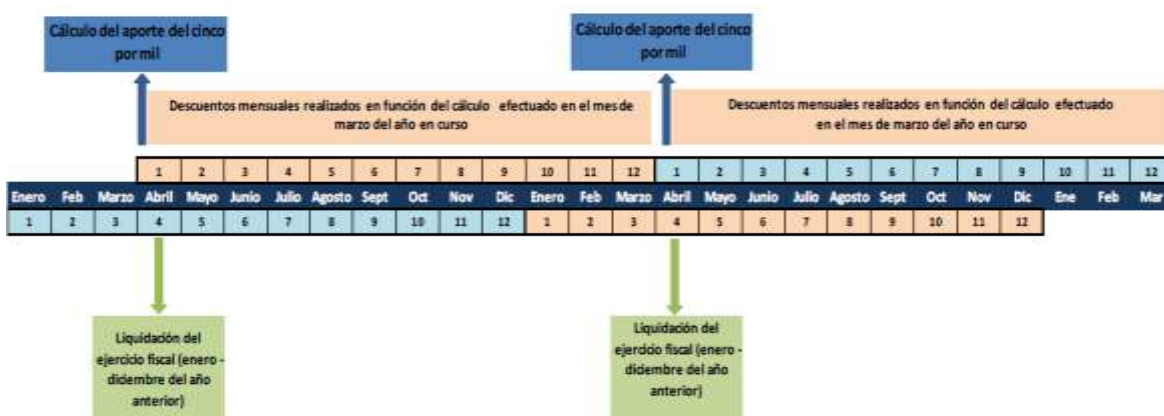 Cálculo del aporte del cinco
por mil
Cálculo del aporte del cinco
por mil
Descuentos mensuales realizados en función del cálculo efectuado en el mes de
marzo del año en curso
Descuentos mensuales realizados en función del cálculo efectuado
en el mes de marzo del año en curso
1 2 3 4 5 6 7 8 9 10 11 12 1 2 3 4 5 6 7 8 9 10 11 12
Enero Feb Marzo Abril Mayo Junio Julio Agosto Sept Oct Nov Dic Enero Feb Marzo Abril Mayo Junio Julio Agosto Sept Oct Nov Dic Ene Feb Mar
1 2 3 4 5 6 7 8 9 10 11 12 1 2 3 4 5 6 7 8 9 10 11 12
Liquidación del
ejercicio fiscal (enero -
diciembre del año
anterior)
Liquidación del
ejercicio fiscal (enero -
diciembre del año
anterior)